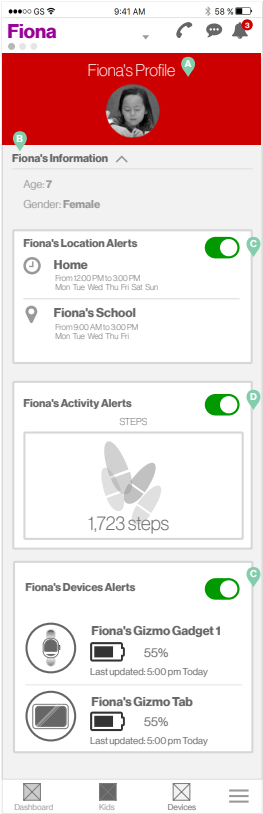 ●●●○○ GS 9:41 AM 58 %
Fiona 3
Fiona's Profile A
B
Fiona's Information
Age: 7
Gender: Female
Fiona's Location Alerts C
Home
From 12:00 PM to 3:00 PM
Mon Tue Wed Thu Fri Sat Sun
Fiona's School
From 9:00 AM to 3:00 PM
Mon Tue Wed Thu Fri
Fiona's Activity Alerts D
STEPS
1,723 steps
Fiona's Devices Alerts C
Fiona's Gizmo Gadget 1
55%
Last updated: 5:00 pm Today
Fiona's Gizmo Tab
55%
Last updated: 5:00 pm Today
Dashboard Kids Devices